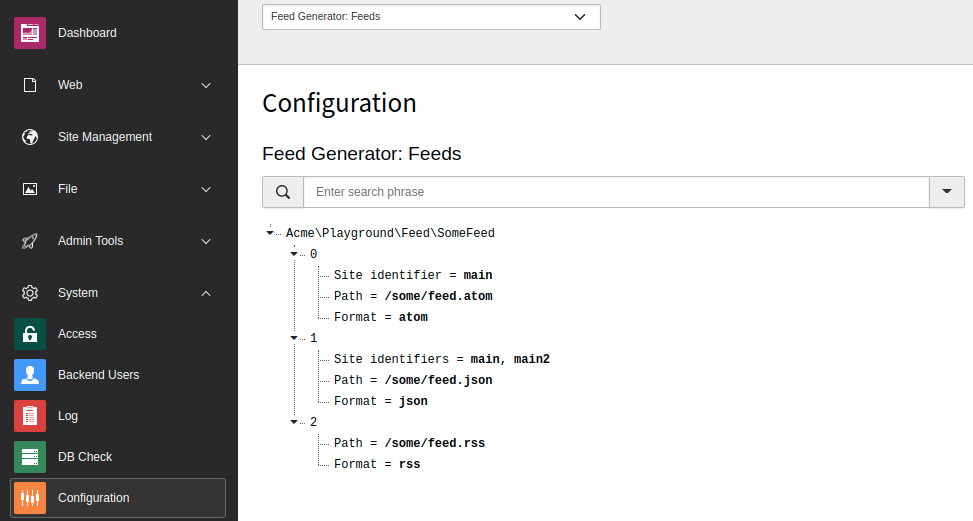 Dashboard
Web
Site Management
File
Admin Tools
System
Access
Backend Users
Log
DB Check
Configuration
Feed Generator: Feeds
Configuration
Feed Generator: Feeds
Enter search phrase
Acme\Playground\Feed\SomeFeed
0
Site identifier = main
Path = /some/feed.atom
Format = atom
1
Site identifiers = main, main2
Path = /some/feed.json
Format = json
2
Path = /some/feed.rss
Format = rss